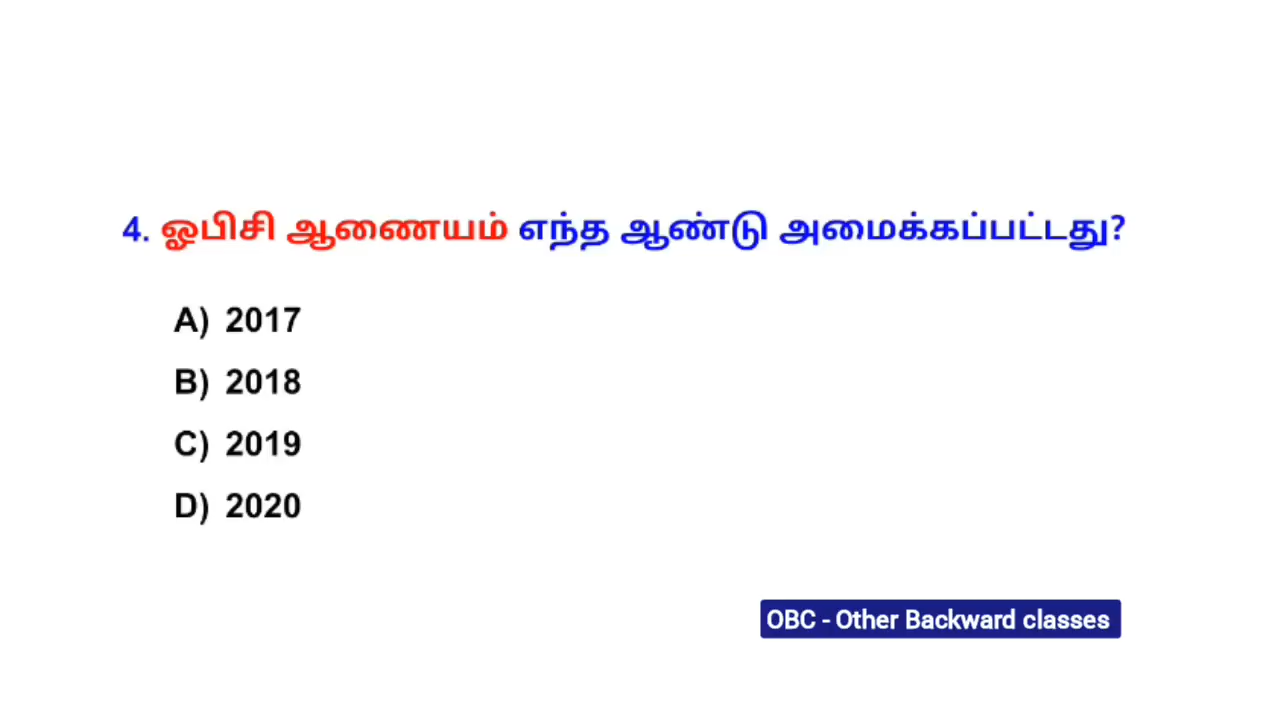 4. ஓபிசி ஆணையம் எந்த ஆண்டு அமைக்கப்பட்டது?
A) 2017
B) 2018
C) 2019
D) 2020
OBC - Other Backward classes